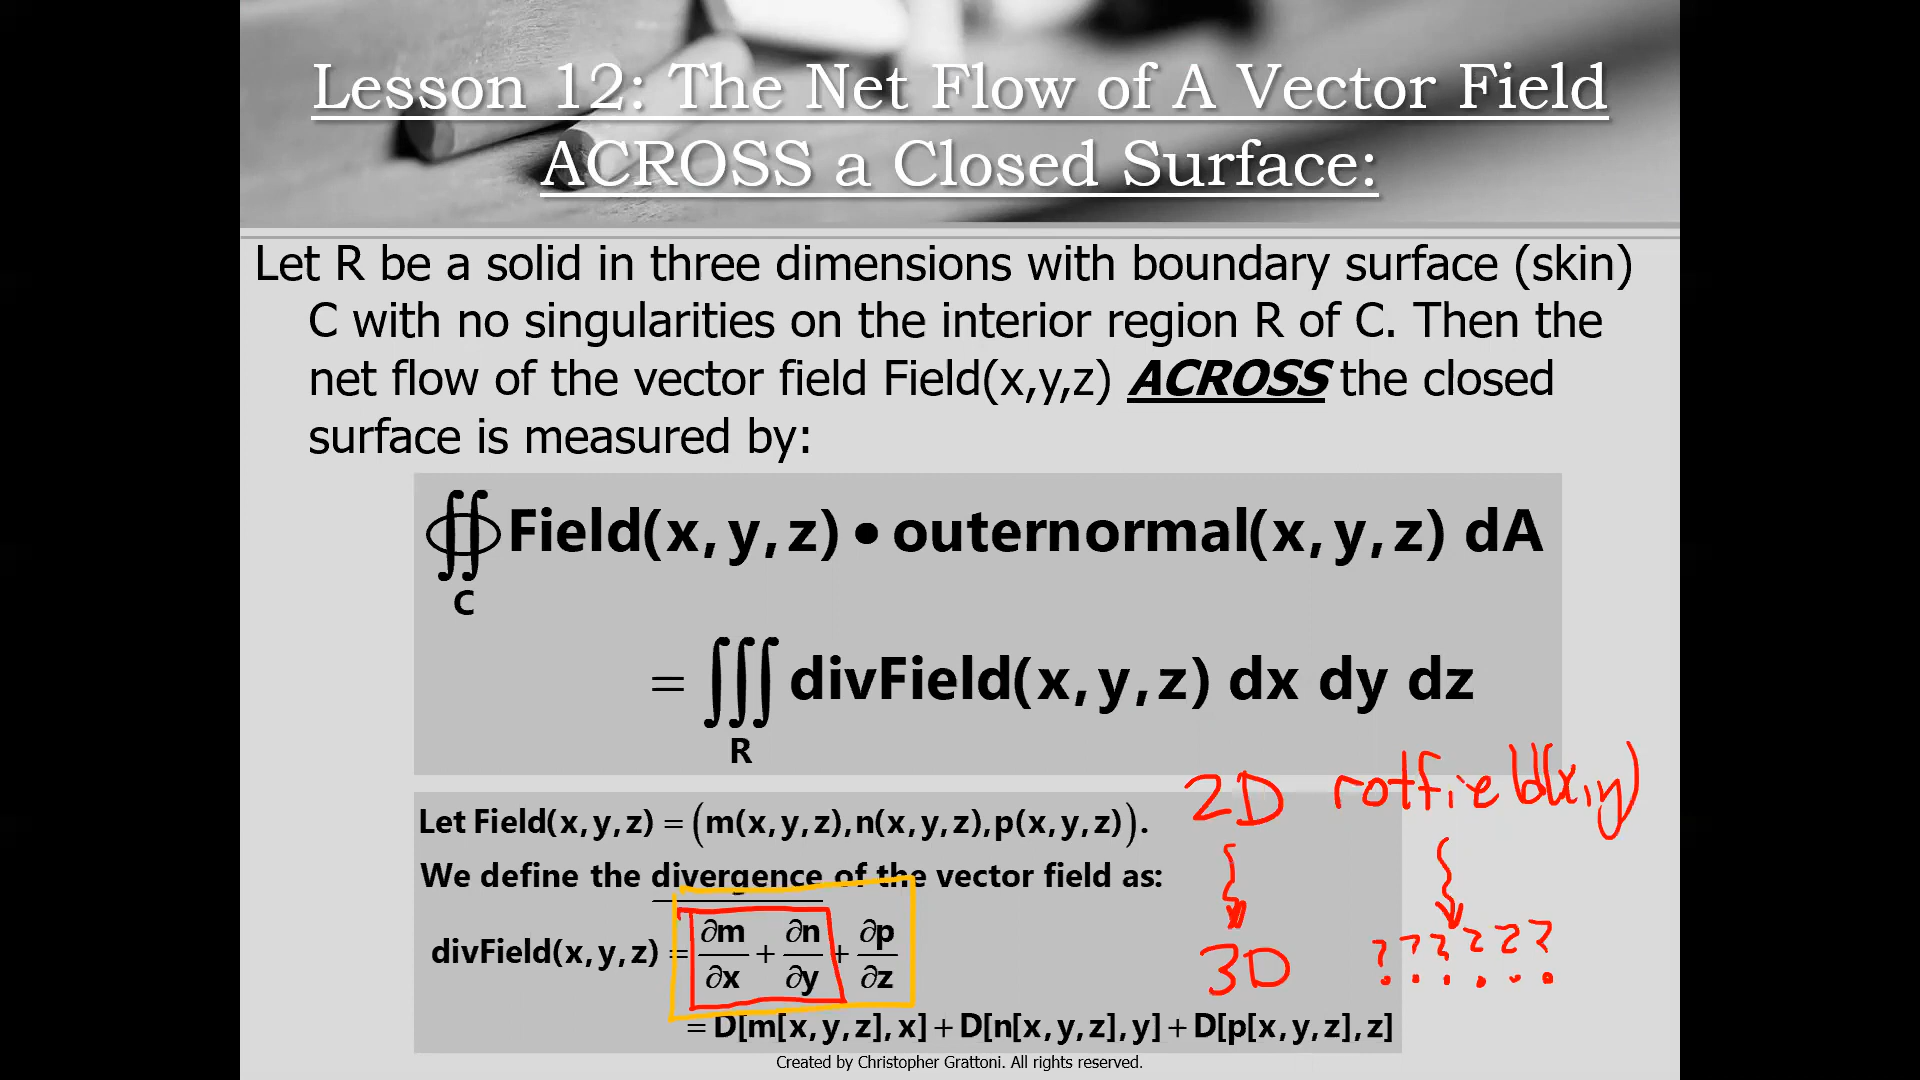 Lesson 12: The Net Flow of A Vector Field
ACROSS a Closed Surface:
Let R be a solid in three dimensions with boundary surface (skin)
C with no singularities on the interior region R of C. Then the
net flow of the vector field Field(x,y,z) ACROSS the closed
surface is measured by:
∯ Field(x,y,z) • outernormal(x,y,z) dA
C
= ∭ divField(x,y,z) dx dy dz
R
2D rotfield(x,y)
Let Field(x,y,z) = (m(x,y,z),n(x,y,z),p(x,y,z)).
We define the divergence of the vector field as:
divField(x,y,z) = ∂m/∂x + ∂n/∂y + ∂p/∂z
3D ??????
= D[m[x,y,z],x] + D[n[x,y,z],y] + D[p[x,y,z],z]
Created by Christopher Grattoni. All rights reserved.